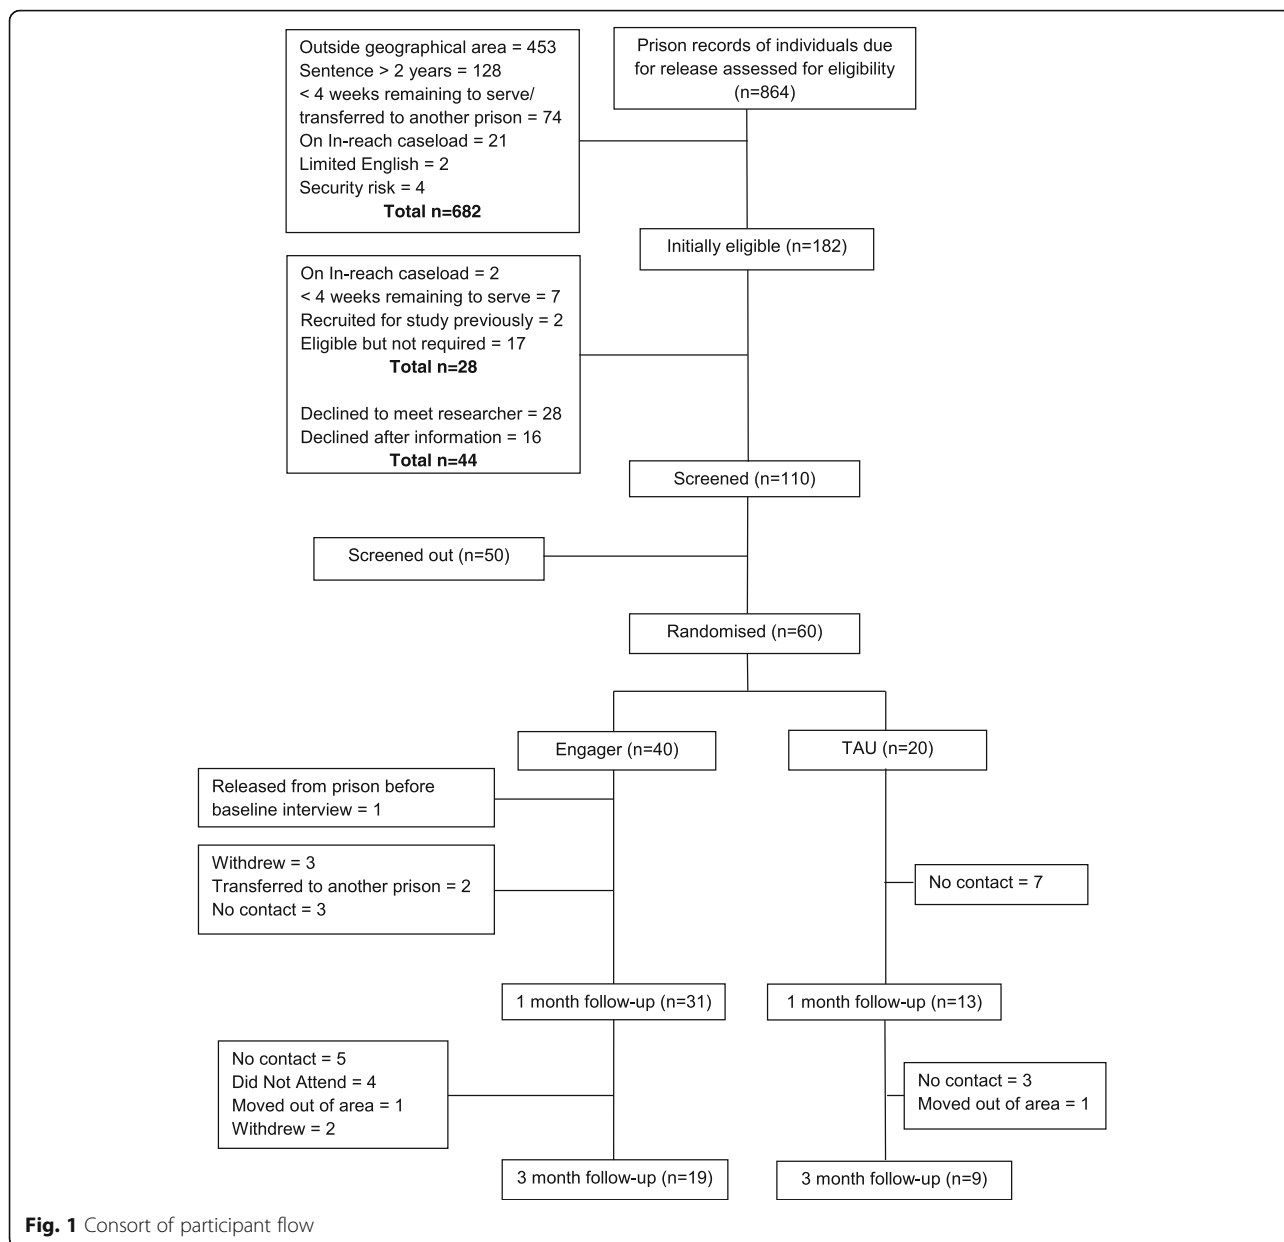 Outside geographical area = 453
Sentence > 2 years = 128
< 4 weeks remaining to serve/
transferred to another prison = 74
On In-reach caseload = 21
Limited English = 2
Security risk = 4
Total n=682
Prison records of individuals due
for release assessed for eligibility
(n=864)
Initially eligible (n=182)
On In-reach caseload = 2
< 4 weeks remaining to serve = 7
Recruited for study previously = 2
Eligible but not required = 17
Total n=28
Declined to meet researcher = 28
Declined after information = 16
Total n=44
Screened (n=110)
Screened out (n=50)
Randomised (n=60)
Engager (n=40)
TAU (n=20)
Released from prison before
baseline interview = 1
Withdrew = 3
Transferred to another prison = 2
No contact = 3
No contact = 7
1 month follow-up (n=31)
1 month follow-up (n=13)
No contact = 5
Did Not Attend = 4
Moved out of area = 1
Withdrew = 2
No contact = 3
Moved out of area = 1
3 month follow-up (n=19)
3 month follow-up (n=9)
Fig. 1 Consort of participant flow